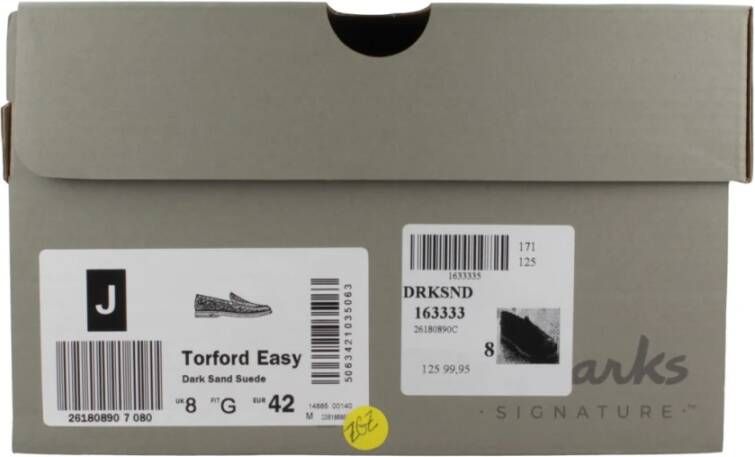 J
26180890 7 080
Torford Easy
Dark Sand Suede
UK 8 FIT G EUR 42
5063421035063
14885 00140
M
1633335
171
125
DRKSND
163333
26180890C
8
125 99,95
arks
· SIGNATURE · ™